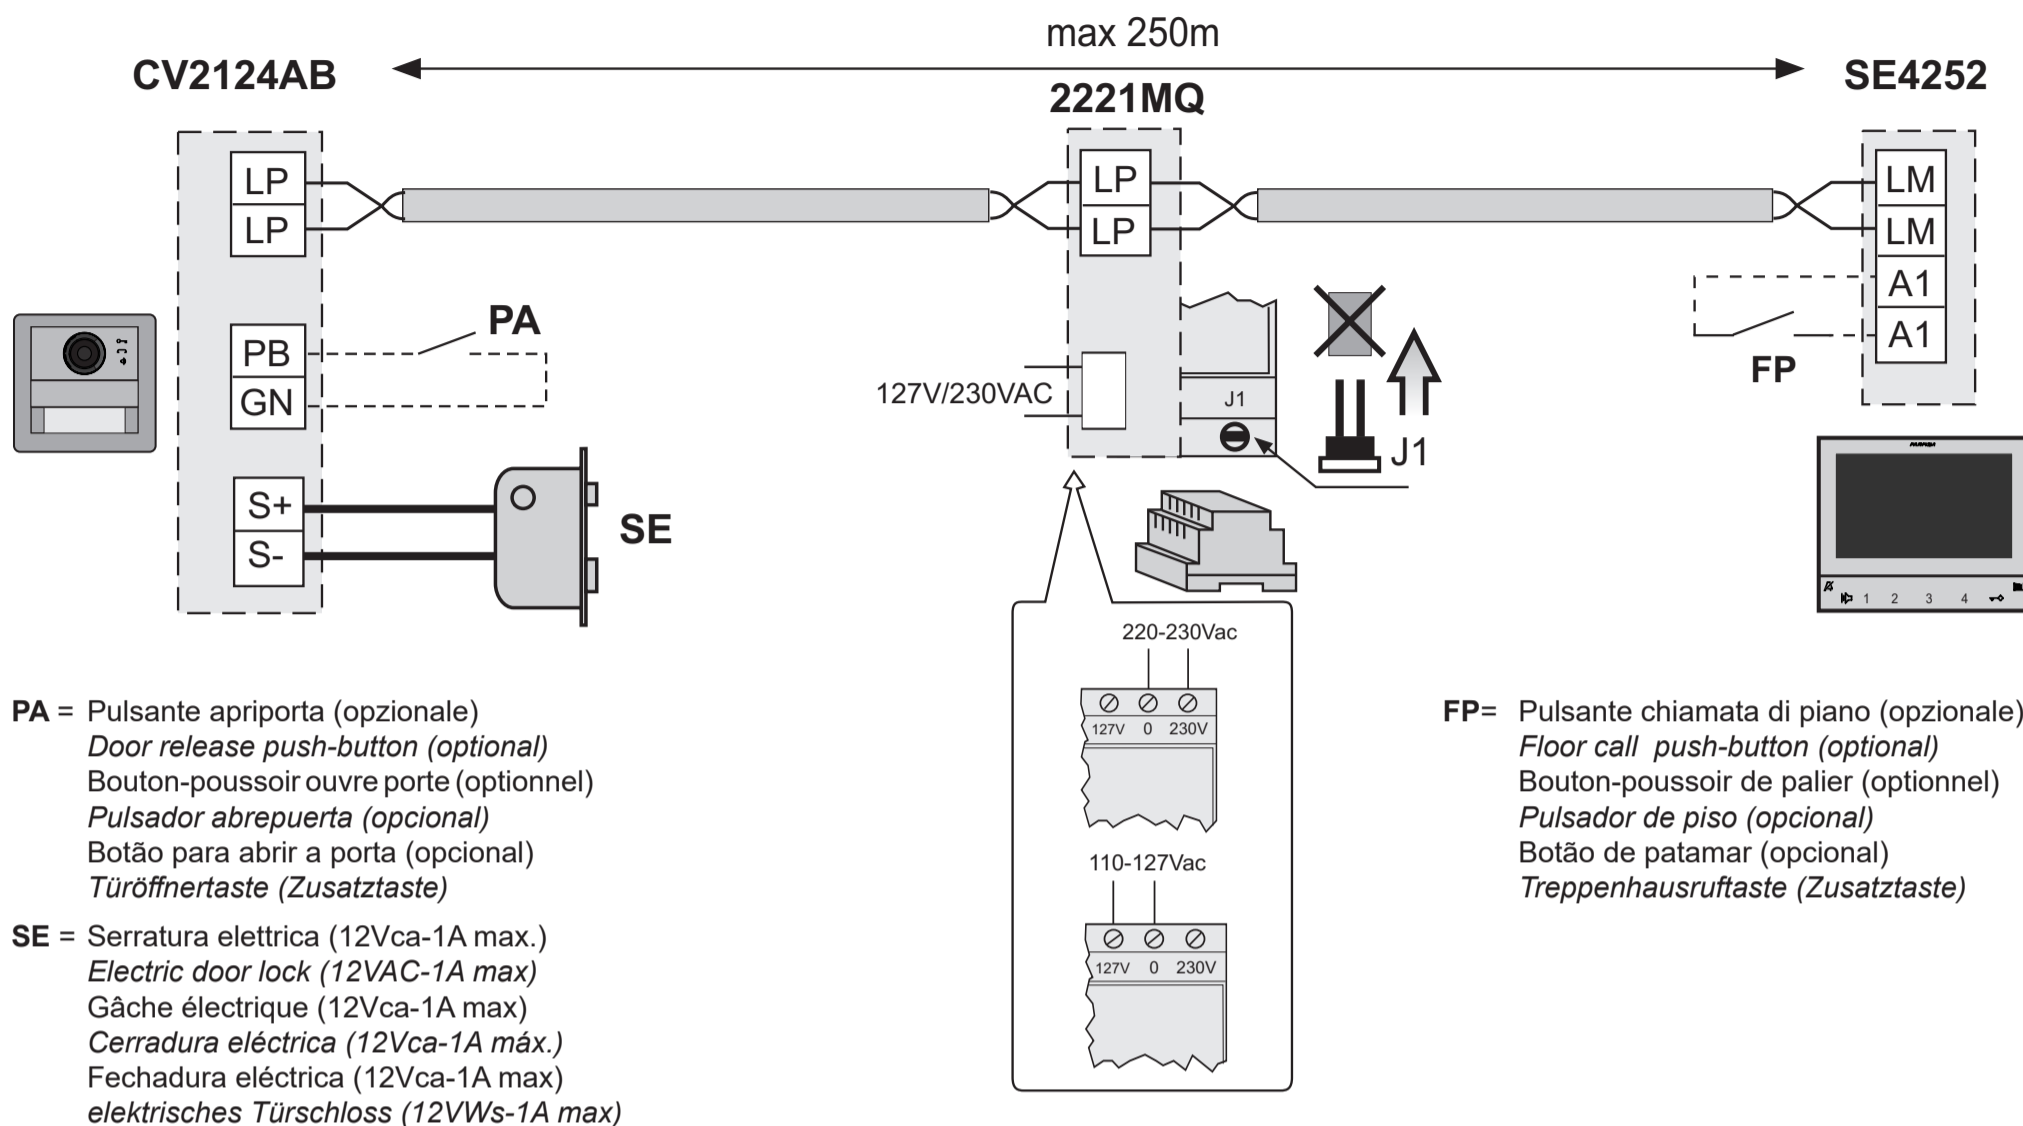 max 250m
CV2124AB
2221MQ
SE4252
LP
LP
LP
LP
LM
LM
A1
A1
PB
GN
PA
FP
127V/230VAC
J1
J1
S+
S-
SE
1 2 3 4
220-230Vac
127V 0 230V
110-127Vac
127V 0 230V
PA = Pulsante apriporta (opzionale)
Door release push-button (optional)
Bouton-poussoir ouvre porte (optionnel)
Pulsador abrepuerta (opcional)
Botão para abrir a porta (opcional)
Türöffnertaste (Zusatztaste)
SE = Serratura elettrica (12Vca-1A max.)
Electric door lock (12VAC-1A max)
Gâche électrique (12Vca-1A max)
Cerradura eléctrica (12Vca-1A máx.)
Fechadura eléctrica (12Vca-1A max)
elektrisches Türschloss (12VWs-1A max)
FP= Pulsante chiamata di piano (opzionale)
Floor call push-button (optional)
Bouton-poussoir de palier (optionnel)
Pulsador de piso (opcional)
Botão de patamar (opcional)
Treppenhausruftaste (Zusatztaste)